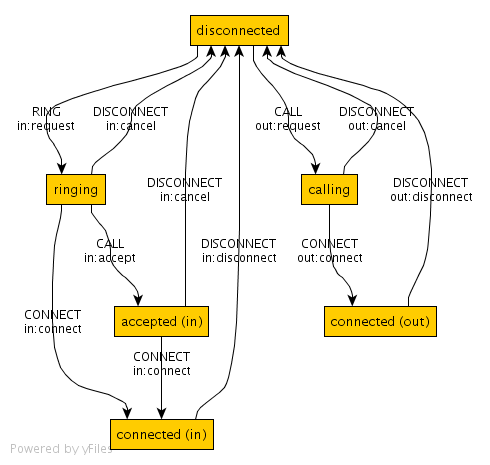 disconnected
RING
in:request
DISCONNECT
in:cancel
CALL
out:request
DISCONNECT
out:cancel
ringing
DISCONNECT
in:cancel
calling
DISCONNECT
out:disconnect
CALL
in:accept
DISCONNECT
in:disconnect
CONNECT
out:connect
CONNECT
in:connect
accepted (in)
connected (out)
CONNECT
in:connect
connected (in)
Powered by yFiles